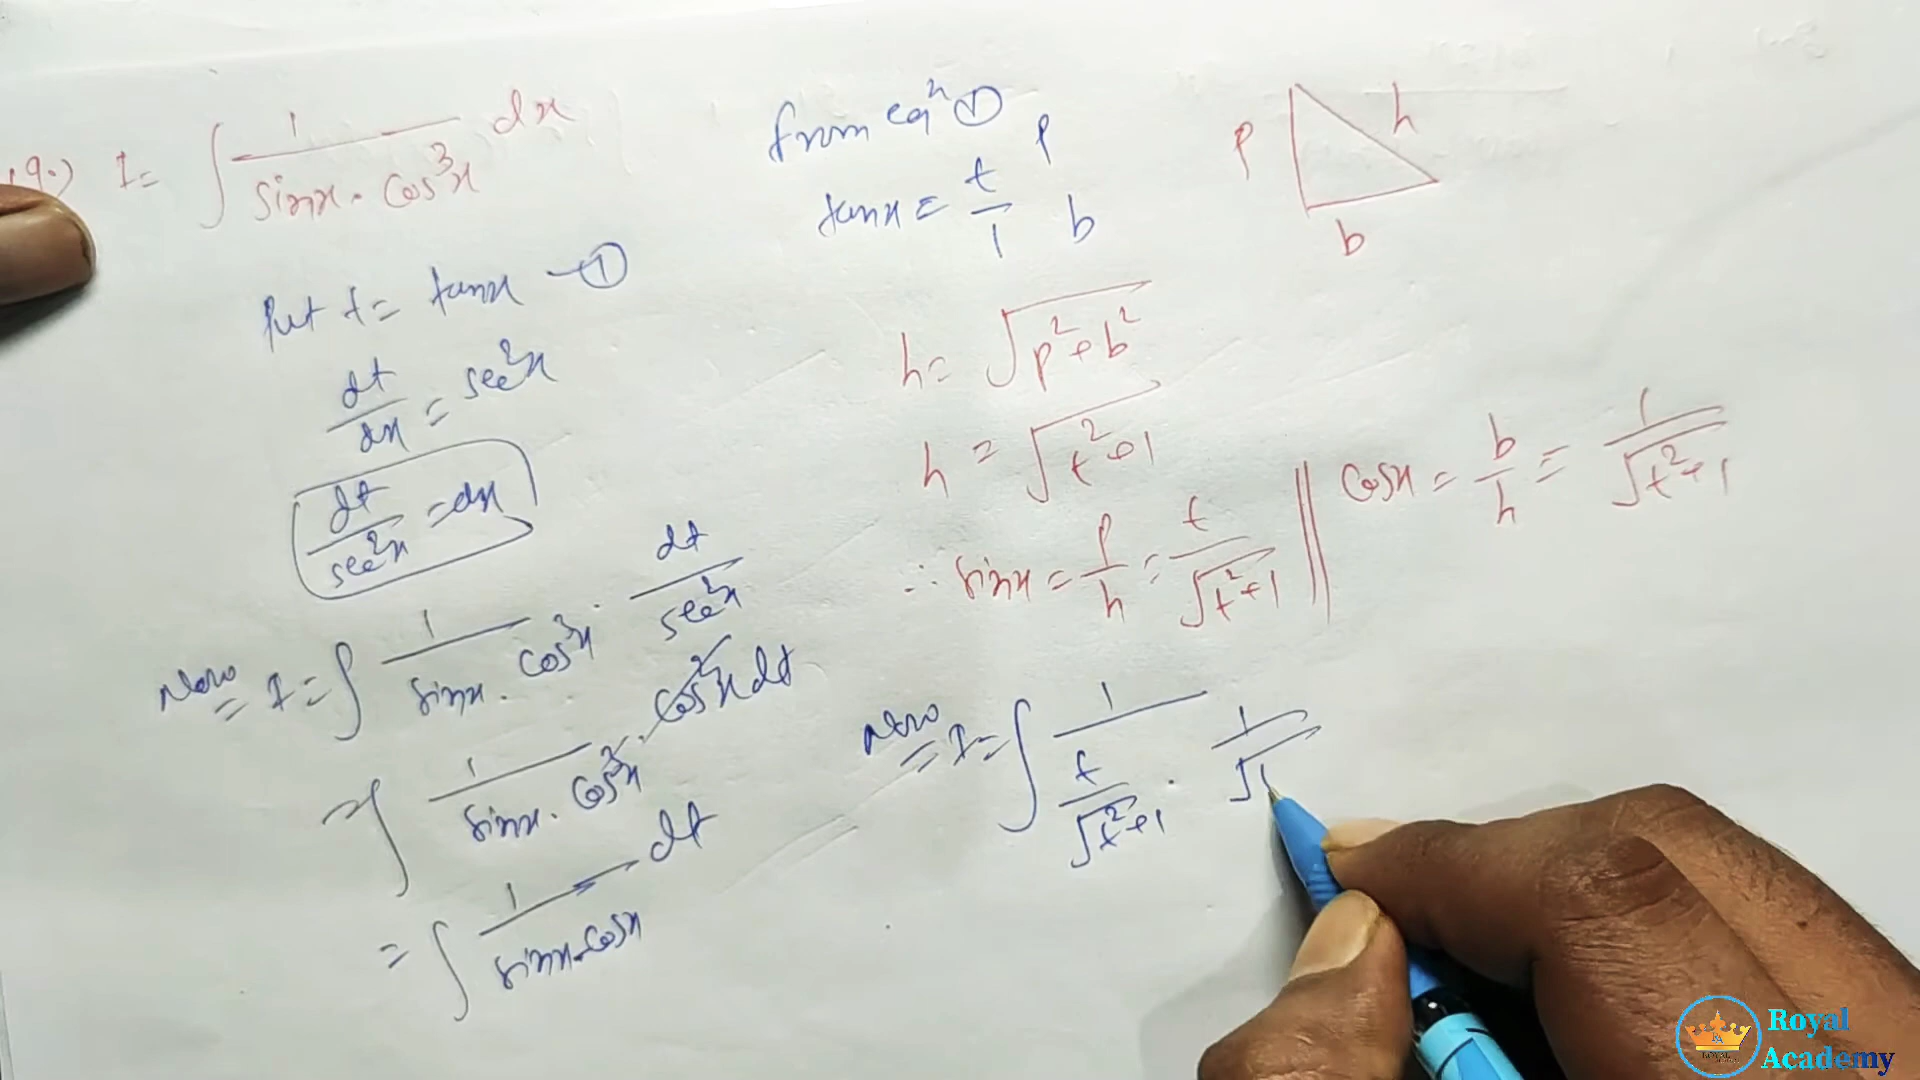 19.) I = ∫ 1/(sinx · cos³x) dx
Put t = tanx —①
dt/dx = sec²x
dt/sec²x = dx
Now I = ∫ 1/(sinx · cos³x) · dt/sec²x
⇒ ∫ 1/(sinx · cos³x) · cos²x dt
= ∫ 1/(sinx · cosx) dt
from eqⁿ ①
tanx = t/1 p/b
p h
b
h = √(p²+b²)
h = √(t²+1)
∴ sinx = p/h = t/√(t²+1) || cosx = b/h = 1/√(t²+1)
Now I = ∫ 1/(t/√(t²+1) · 1/√
Royal
Academy